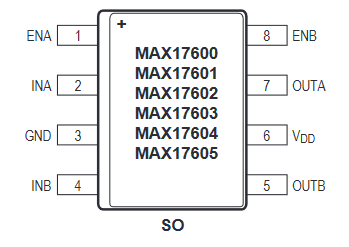 +
ENA 1 8 ENB
MAX17600
MAX17601
INA 2 7 OUTA
MAX17602
MAX17603
GND 3 6 VDD
MAX17604
MAX17605
INB 4 5 OUTB
SO